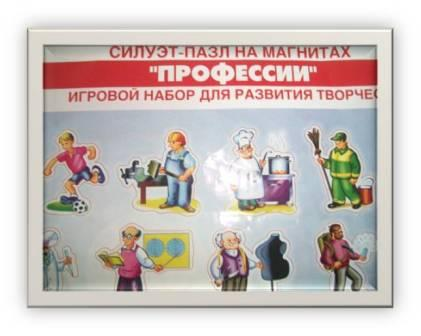 СИЛУЭТ-ПАЗЛ НА МАГНИТАХ
"ПРОФЕССИИ"
ИГРОВОЙ НАБОР ДЛЯ РАЗВИТИЯ ТВОРЧЕС